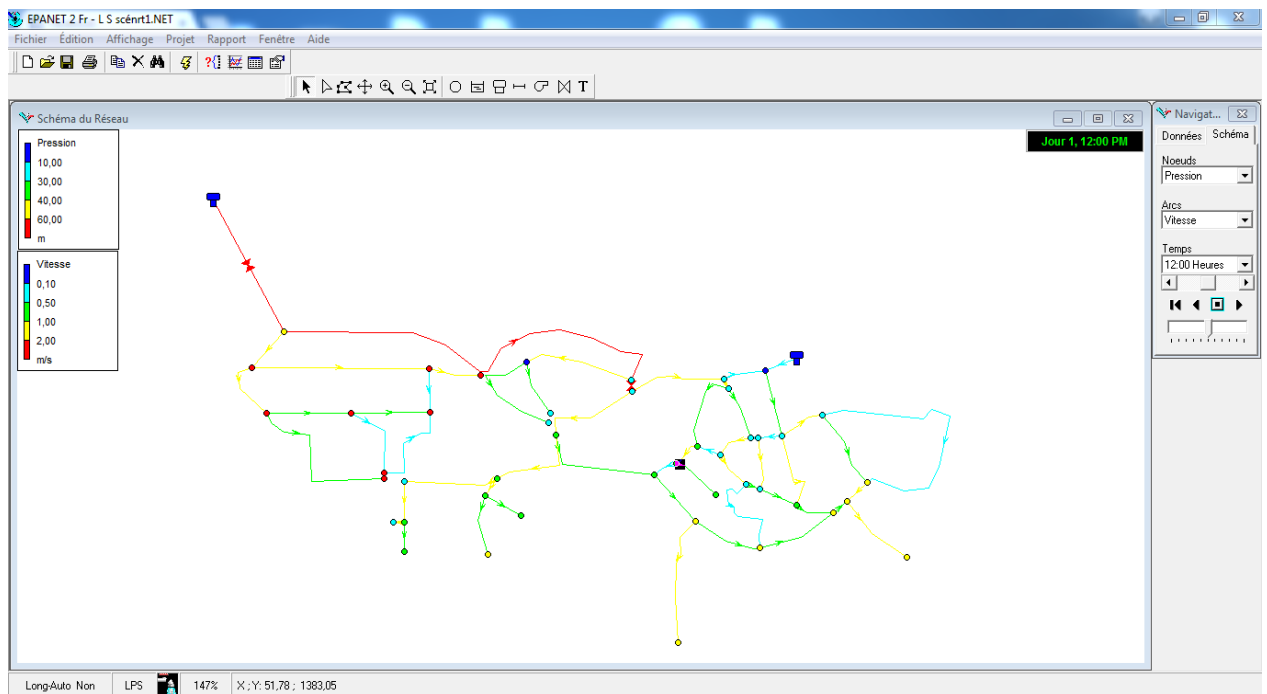 EPANET 2 Fr - L S scénrt1.NET
Fichier Édition Affichage Projet Rapport Fenêtre Aide
T
Schéma du Réseau
Pression
10,00
30,00
40,00
60,00
m
Vitesse
0,10
0,50
1,00
2,00
m/s
Jour 1, 12:00 PM
Navigat...
Données Schéma
Noeuds
Pression
Arcs
Vitesse
Temps
12:00 Heures
Long-Auto Non LPS 147% X ; Y: 51,78 ; 1383,05